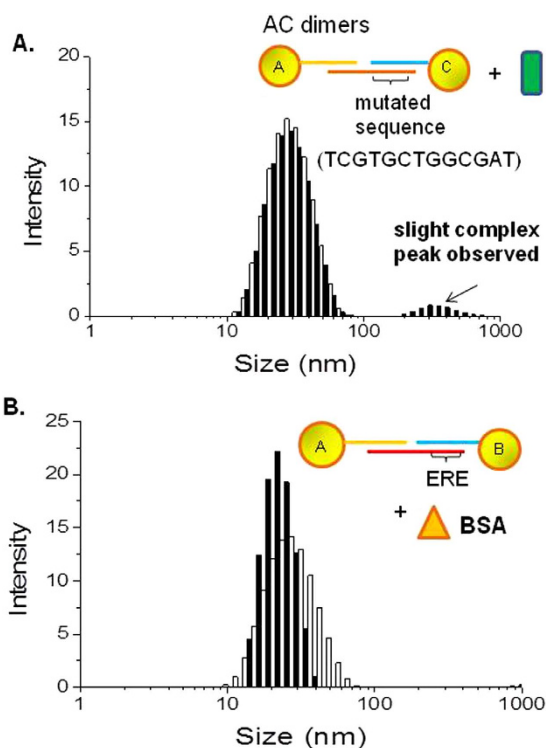 A.
AC dimers
A
C
+
mutated
sequence
(TCGTGCTGGCGAT)
slight complex
peak observed
Intensity
20
15
10
5
0
1
10
100
1000
Size (nm)
B.
A
B
ERE
+
BSA
Intensity
25
20
15
10
5
0
1
10
100
1000
Size (nm)